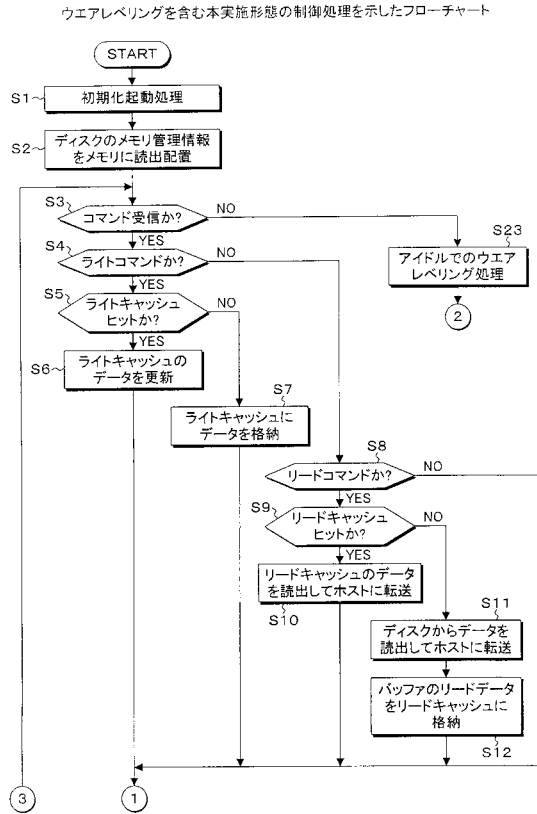 ウエアレベリングを含む本実施形態の制御処理を示したフローチャート
START
S1
初期化起動処理
S2
ディスクのメモリ管理情報
をメモリに読出配置
S3
コマンド受信か?
NO
YES
S23
アイドルでのウエア
レベリング処理
2
S4
ライトコマンドか?
NO
YES
S5
ライトキャッシュ
ヒットか?
NO
YES
S6
ライトキャッシュの
データを更新
S7
ライトキャッシュに
データを格納
S8
リードコマンドか?
NO
YES
S9
リードキャッシュ
ヒットか?
NO
YES
リードキャッシュのデータ
を読出してホストに転送
S10
S11
ディスクからデータを
読出してホストに転送
バッファのリードデータ
をリードキャッシュに
格納
S12
3
1